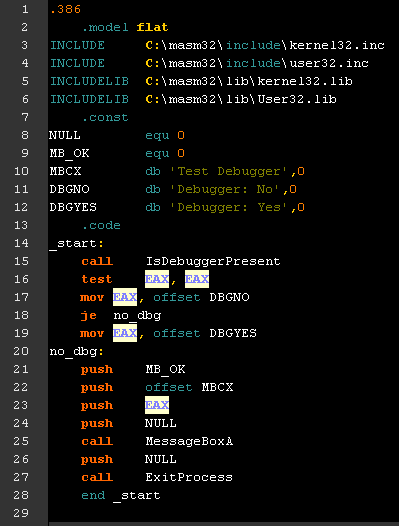 1 .386
2 .model flat
3 INCLUDE C:\masm32\include\kernel32.inc
4 INCLUDE C:\masm32\include\user32.inc
5 INCLUDELIB C:\masm32\lib\kernel32.lib
6 INCLUDELIB C:\masm32\lib\User32.lib
7 .const
8 NULL equ 0
9 MB_OK equ 0
10 MBCX db 'Test Debugger',0
11 DBGNO db 'Debugger: No',0
12 DBGYES db 'Debugger: Yes',0
13 .code
14 _start:
15 call IsDebuggerPresent
16 test EAX, EAX
17 mov EAX, offset DBGNO
18 je no_dbg
19 mov EAX, offset DBGYES
20 no_dbg:
21 push MB_OK
22 push offset MBCX
23 push EAX
24 push NULL
25 call MessageBoxA
26 push NULL
27 call ExitProcess
28 end _start
29